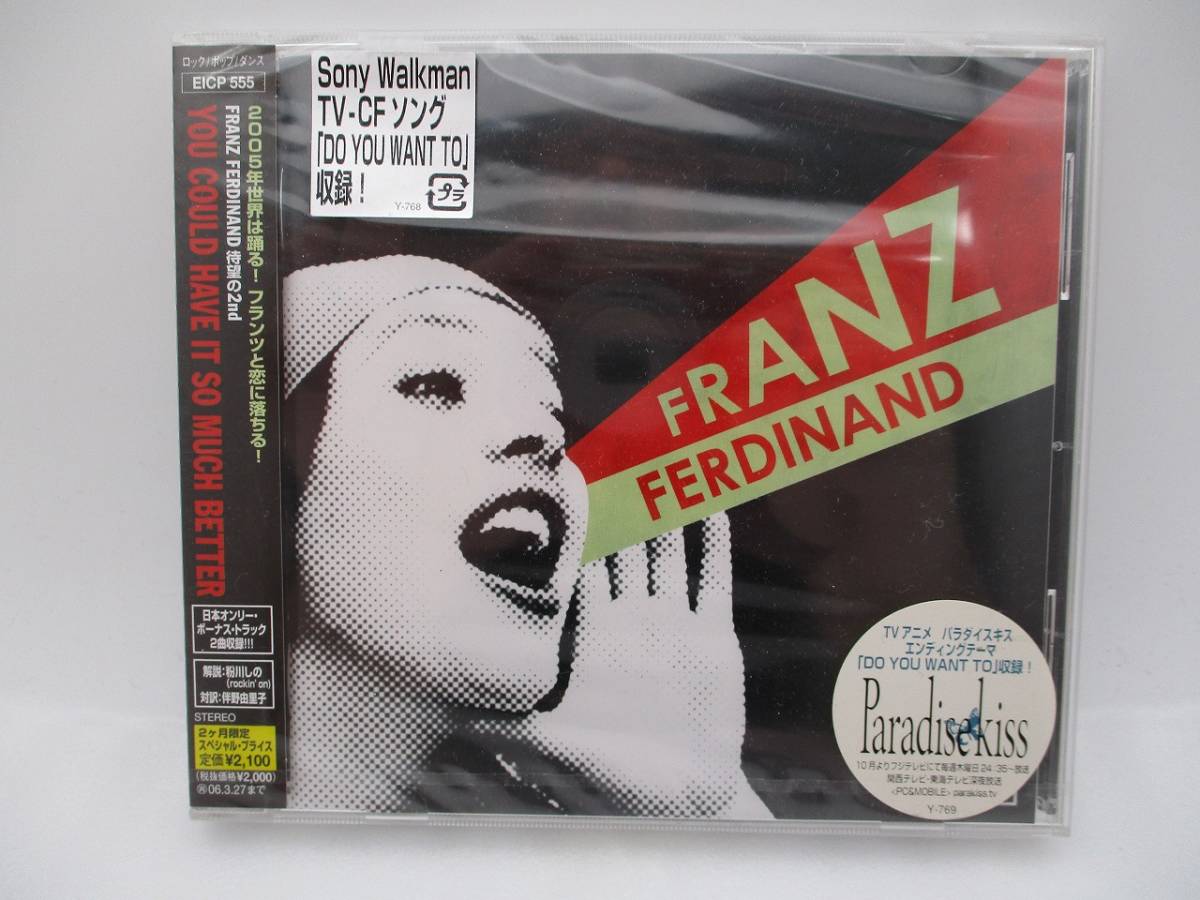 ロック/ポップ/ダンス
EICP 555
2005年世界は踊る! フランツと恋に落ちる!
FRANZ FERDINAND 待望の2nd
YOU COULD HAVE IT SO MUCH BETTER
日本オンリー・
ボーナス・トラック
2曲収録!!!
解説:粉川しの
(rockin' on)
対訳:伴野由里子
STEREO
2ヶ月限定
スペシャル・プライス
定価¥2,100
(税抜価格¥2,000)
㊐06.3.27まで
Sony Walkman
TV-CFソング
「DO YOU WANT TO」
収録!
Y-768
プラ
FRANZ
FERDINAND
TVアニメ パラダイスキス
エンディングテーマ
「DO YOU WANT TO」収録!
Paradise kiss
10月よりフジテレビにて毎週木曜日24:35~放送
関西テレビ・東海テレビ深夜放送
<PC&MOBILE> parakiss.tv
Y-769